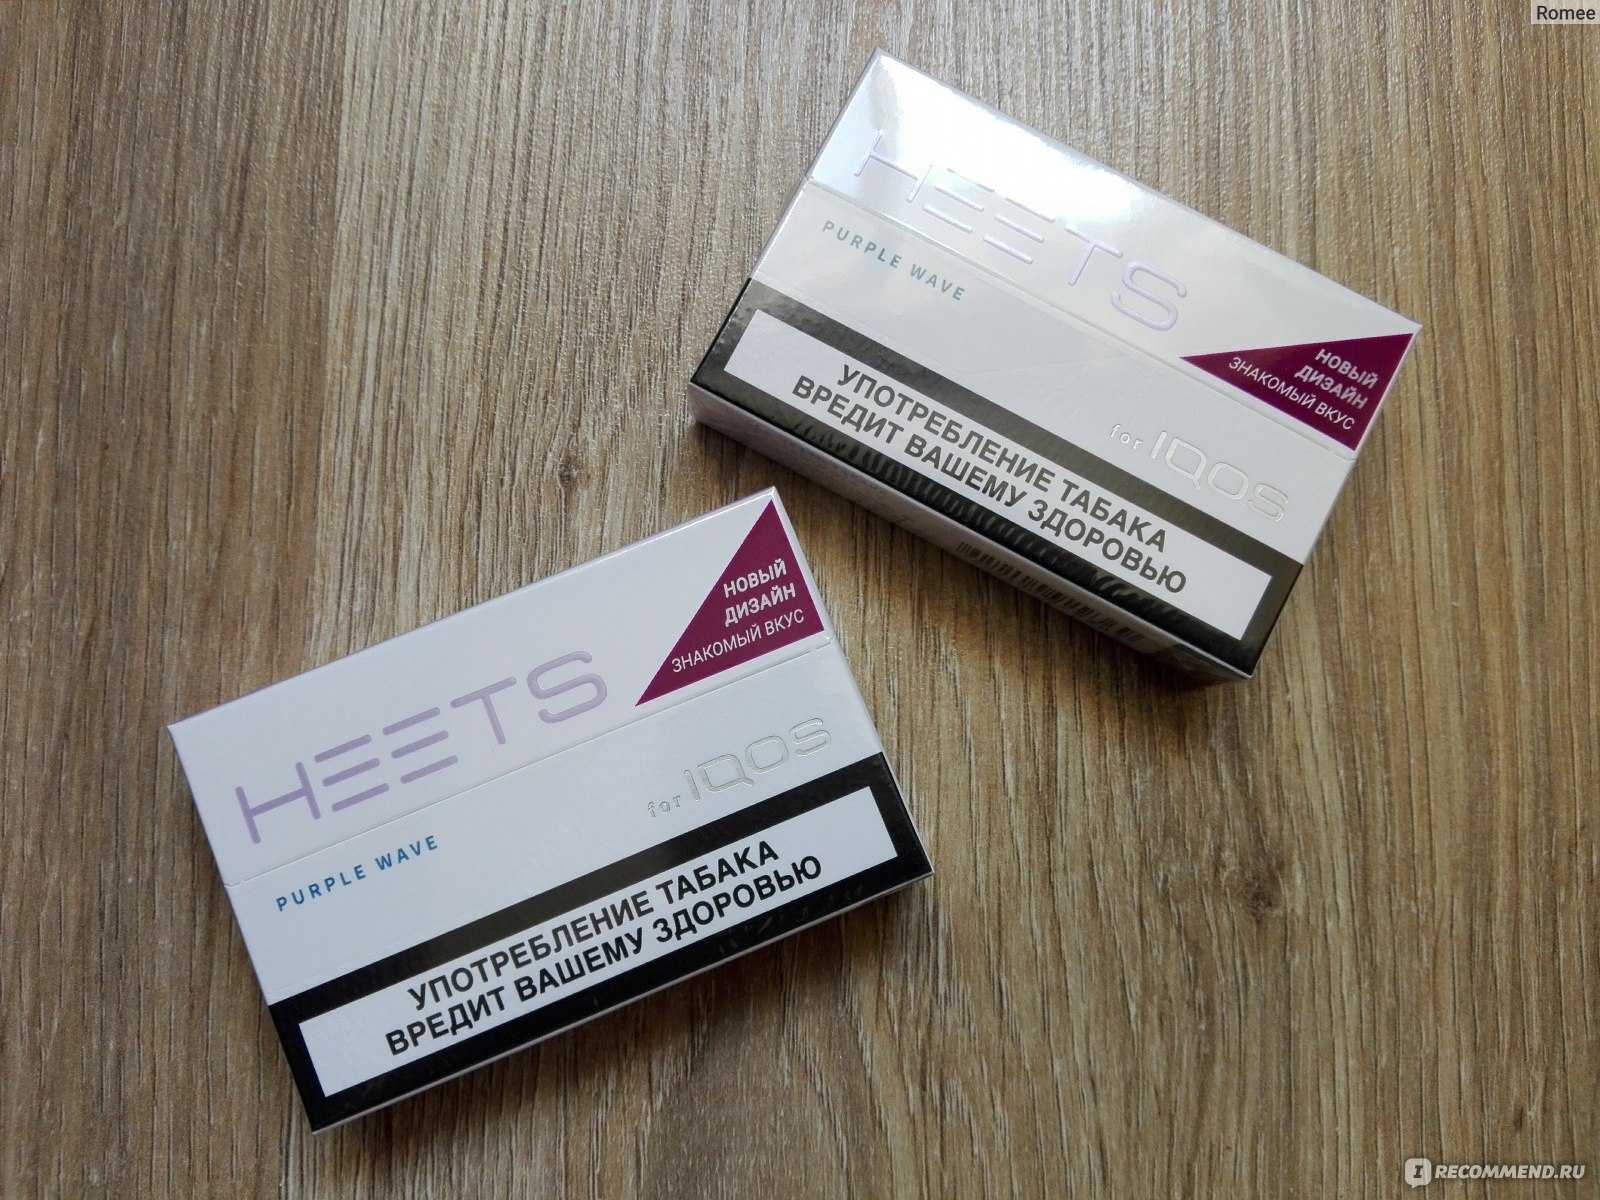 Romee
HEETS
PURPLE WAVE
НОВЫЙ
ДИЗАЙН
ЗНАКОМЫЙ ВКУС
for IQOS
УПОТРЕБЛЕНИЕ ТАБАКА
ВРЕДИТ ВАШЕМУ ЗДОРОВЬЮ
НОВЫЙ
ДИЗАЙН
ЗНАКОМЫЙ ВКУС
HEETS
for IQOS
PURPLE WAVE
УПОТРЕБЛЕНИЕ ТАБАКА
ВРЕДИТ ВАШЕМУ ЗДОРОВЬЮ
IRECOMMEND.RU